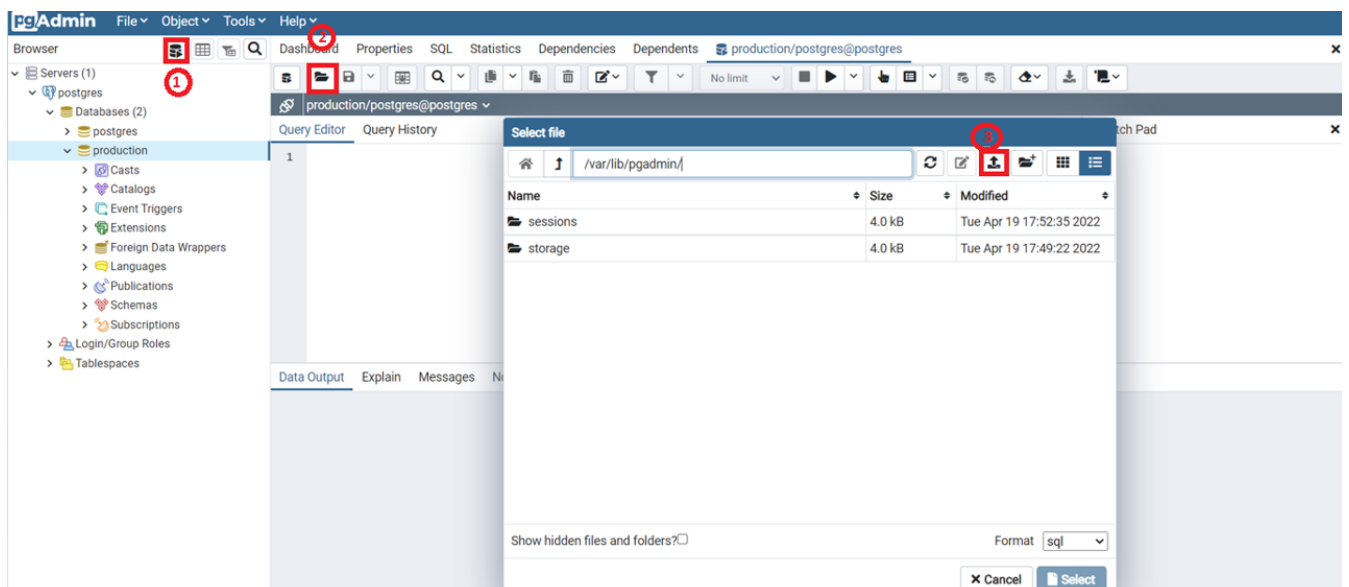 pgAdmin File Object Tools Help
Browser
Dashboard Properties SQL Statistics Dependencies Dependents production/postgres@postgres
1
2
Servers (1)
postgres
Databases (2)
postgres
production
Casts
Catalogs
Event Triggers
Extensions
Foreign Data Wrappers
Languages
Publications
Schemas
Subscriptions
Login/Group Roles
Tablespaces
No limit
production/postgres@postgres
Query Editor Query History
1
Select file
3
/var/lib/pgadmin/
Name Size Modified
sessions 4.0 kB Tue Apr 19 17:52:35 2022
storage 4.0 kB Tue Apr 19 17:49:22 2022
Show hidden files and folders? Format sql
Cancel Select
Pad
Data Output Explain Messages